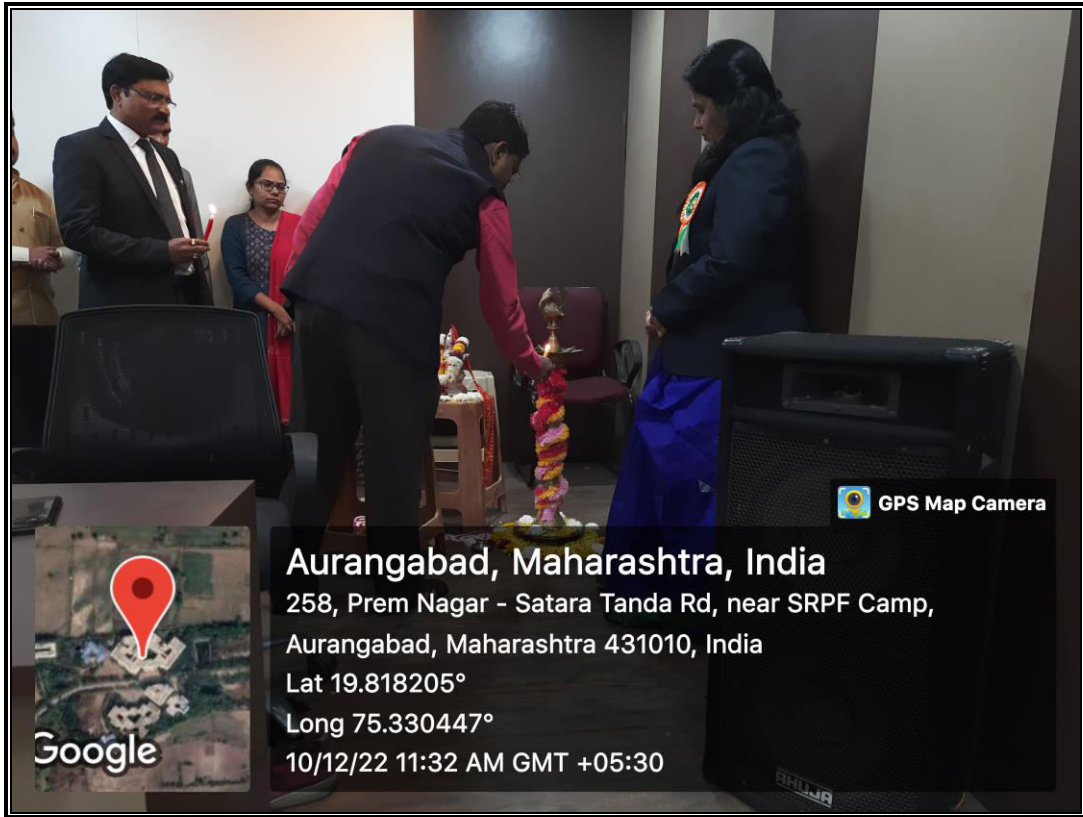 GPS Map Camera
Aurangabad, Maharashtra, India
258, Prem Nagar - Satara Tanda Rd, near SRPF Camp,
Aurangabad, Maharashtra 431010, India
Lat 19.818205°
Long 75.330447°
10/12/22 11:32 AM GMT +05:30
Google
AHUJA